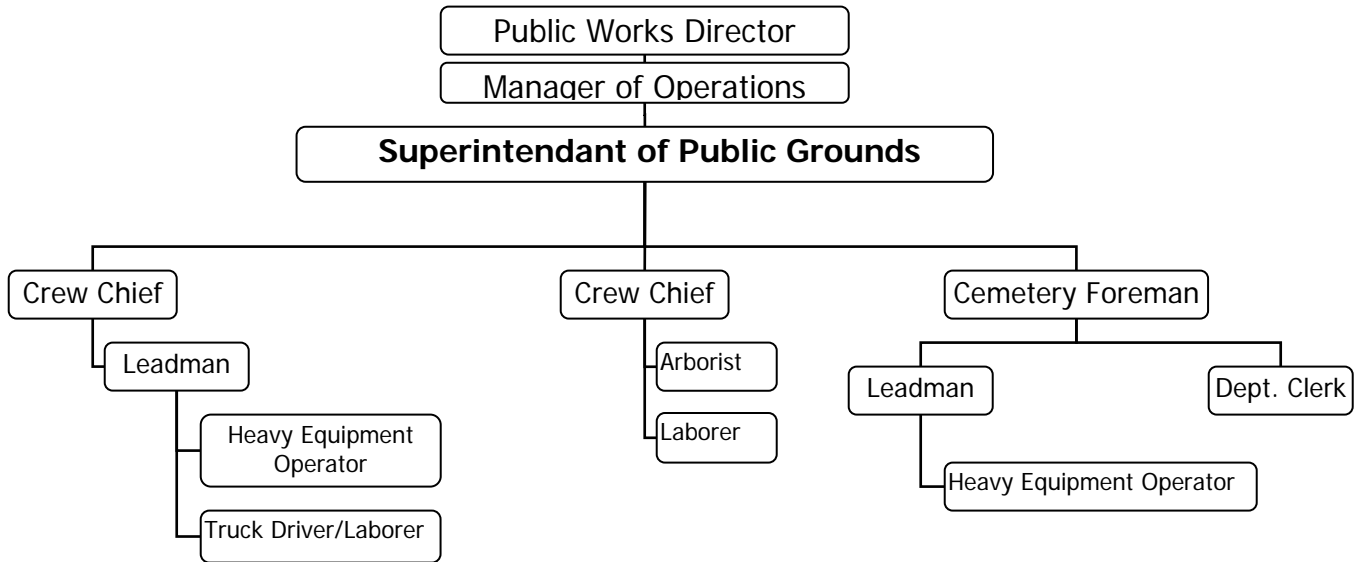 Public Works Director
Manager of Operations
Superintendant of Public Grounds
Crew Chief
Crew Chief
Cemetery Foreman
Leadman
Arborist
Leadman
Dept. Clerk
Heavy Equipment
Operator
Laborer
Heavy Equipment Operator
Truck Driver/Laborer